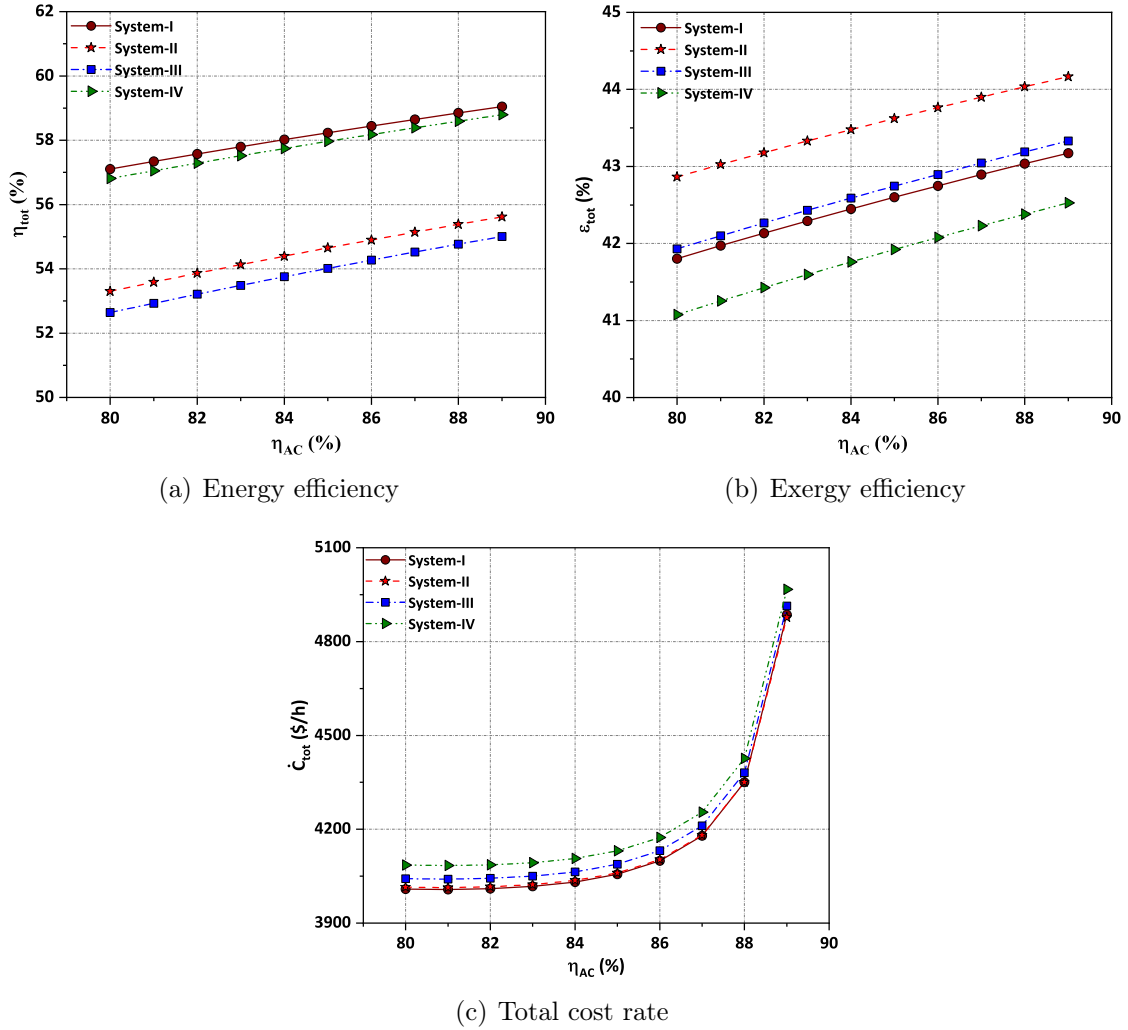 62
60
58
56
54
52
50
η_tot (%)
System-I
System-II
System-III
System-IV
80 82 84 86 88 90
η_AC (%)
(a) Energy efficiency
45
44
43
42
41
40
ε_tot (%)
System-I
System-II
System-III
System-IV
80 82 84 86 88 90
η_AC (%)
(b) Exergy efficiency
5100
4800
4500
4200
3900
Ċ_tot ($/h)
System-I
System-II
System-III
System-IV
80 82 84 86 88 90
η_AC (%)
(c) Total cost rate